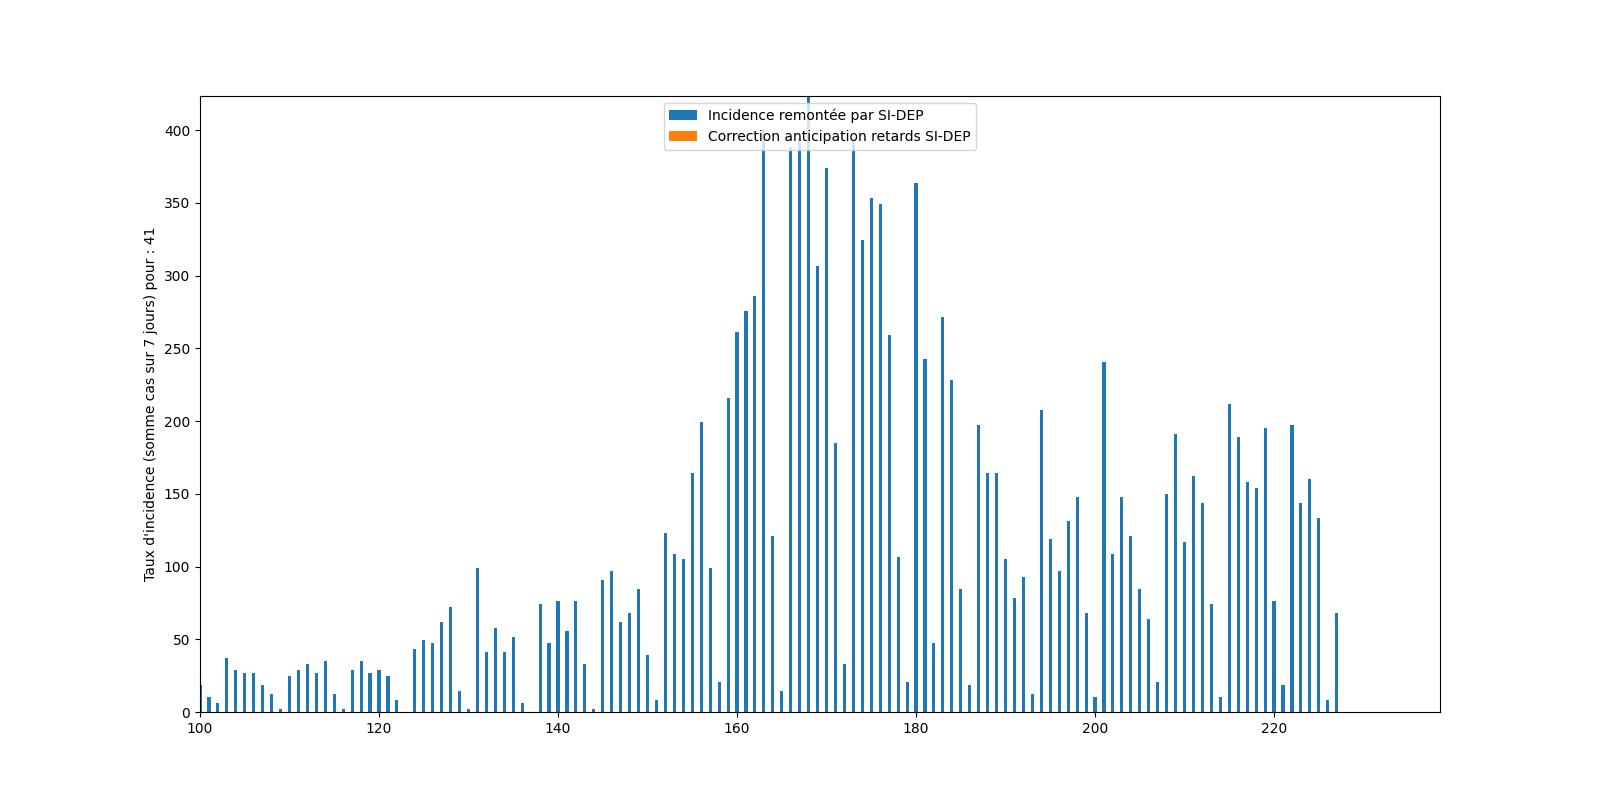 Incidence remontée par SI-DEP
Correction anticipation retards SI-DEP
Taux d'incidence (somme cas sur 7 jours) pour : 41
400
350
300
250
200
150
100
50
0
100 120 140 160 180 200 220